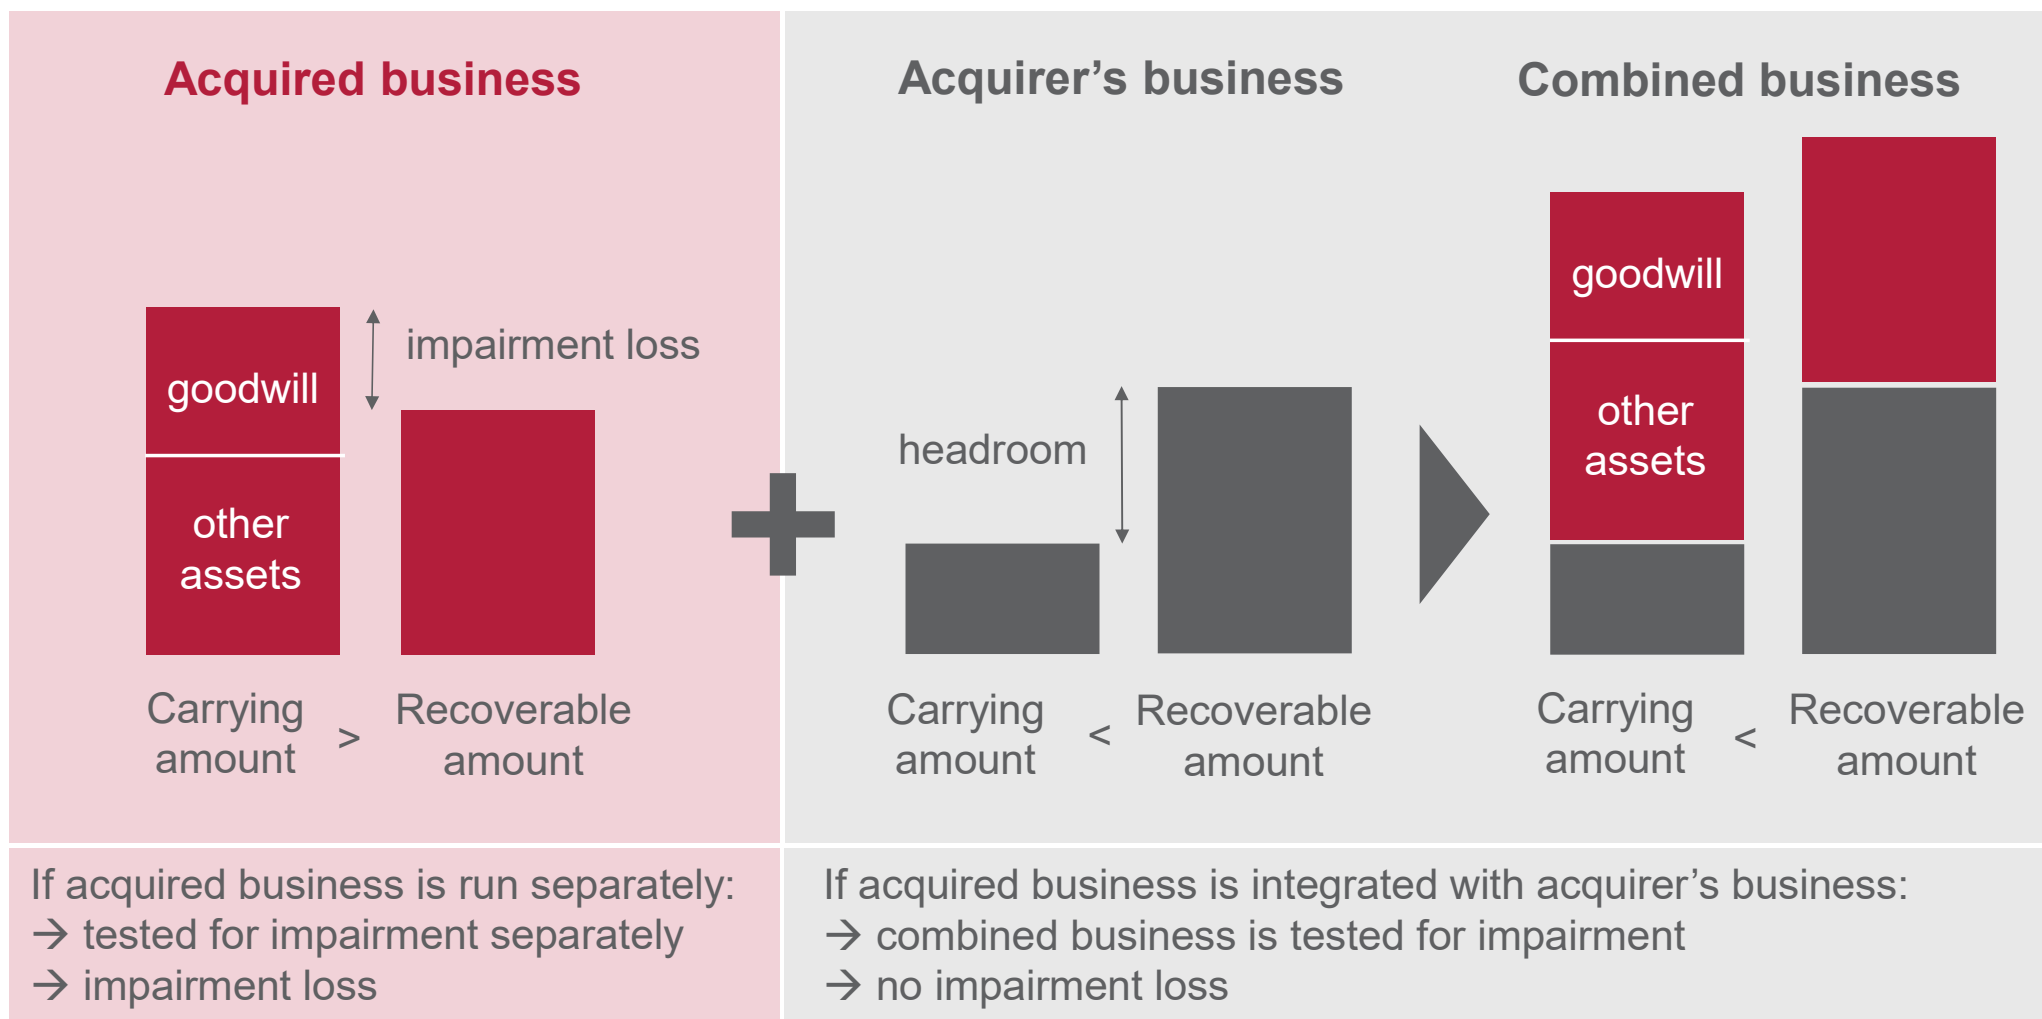 Acquired business
goodwill
impairment loss
other
assets
Carrying
amount
>
Recoverable
amount
If acquired business is run separately:
→ tested for impairment separately
→ impairment loss
Acquirer’s business
headroom
Carrying
amount
<
Recoverable
amount
Combined business
goodwill
other
assets
Carrying
amount
<
Recoverable
amount
If acquired business is integrated with acquirer’s business:
→ combined business is tested for impairment
→ no impairment loss